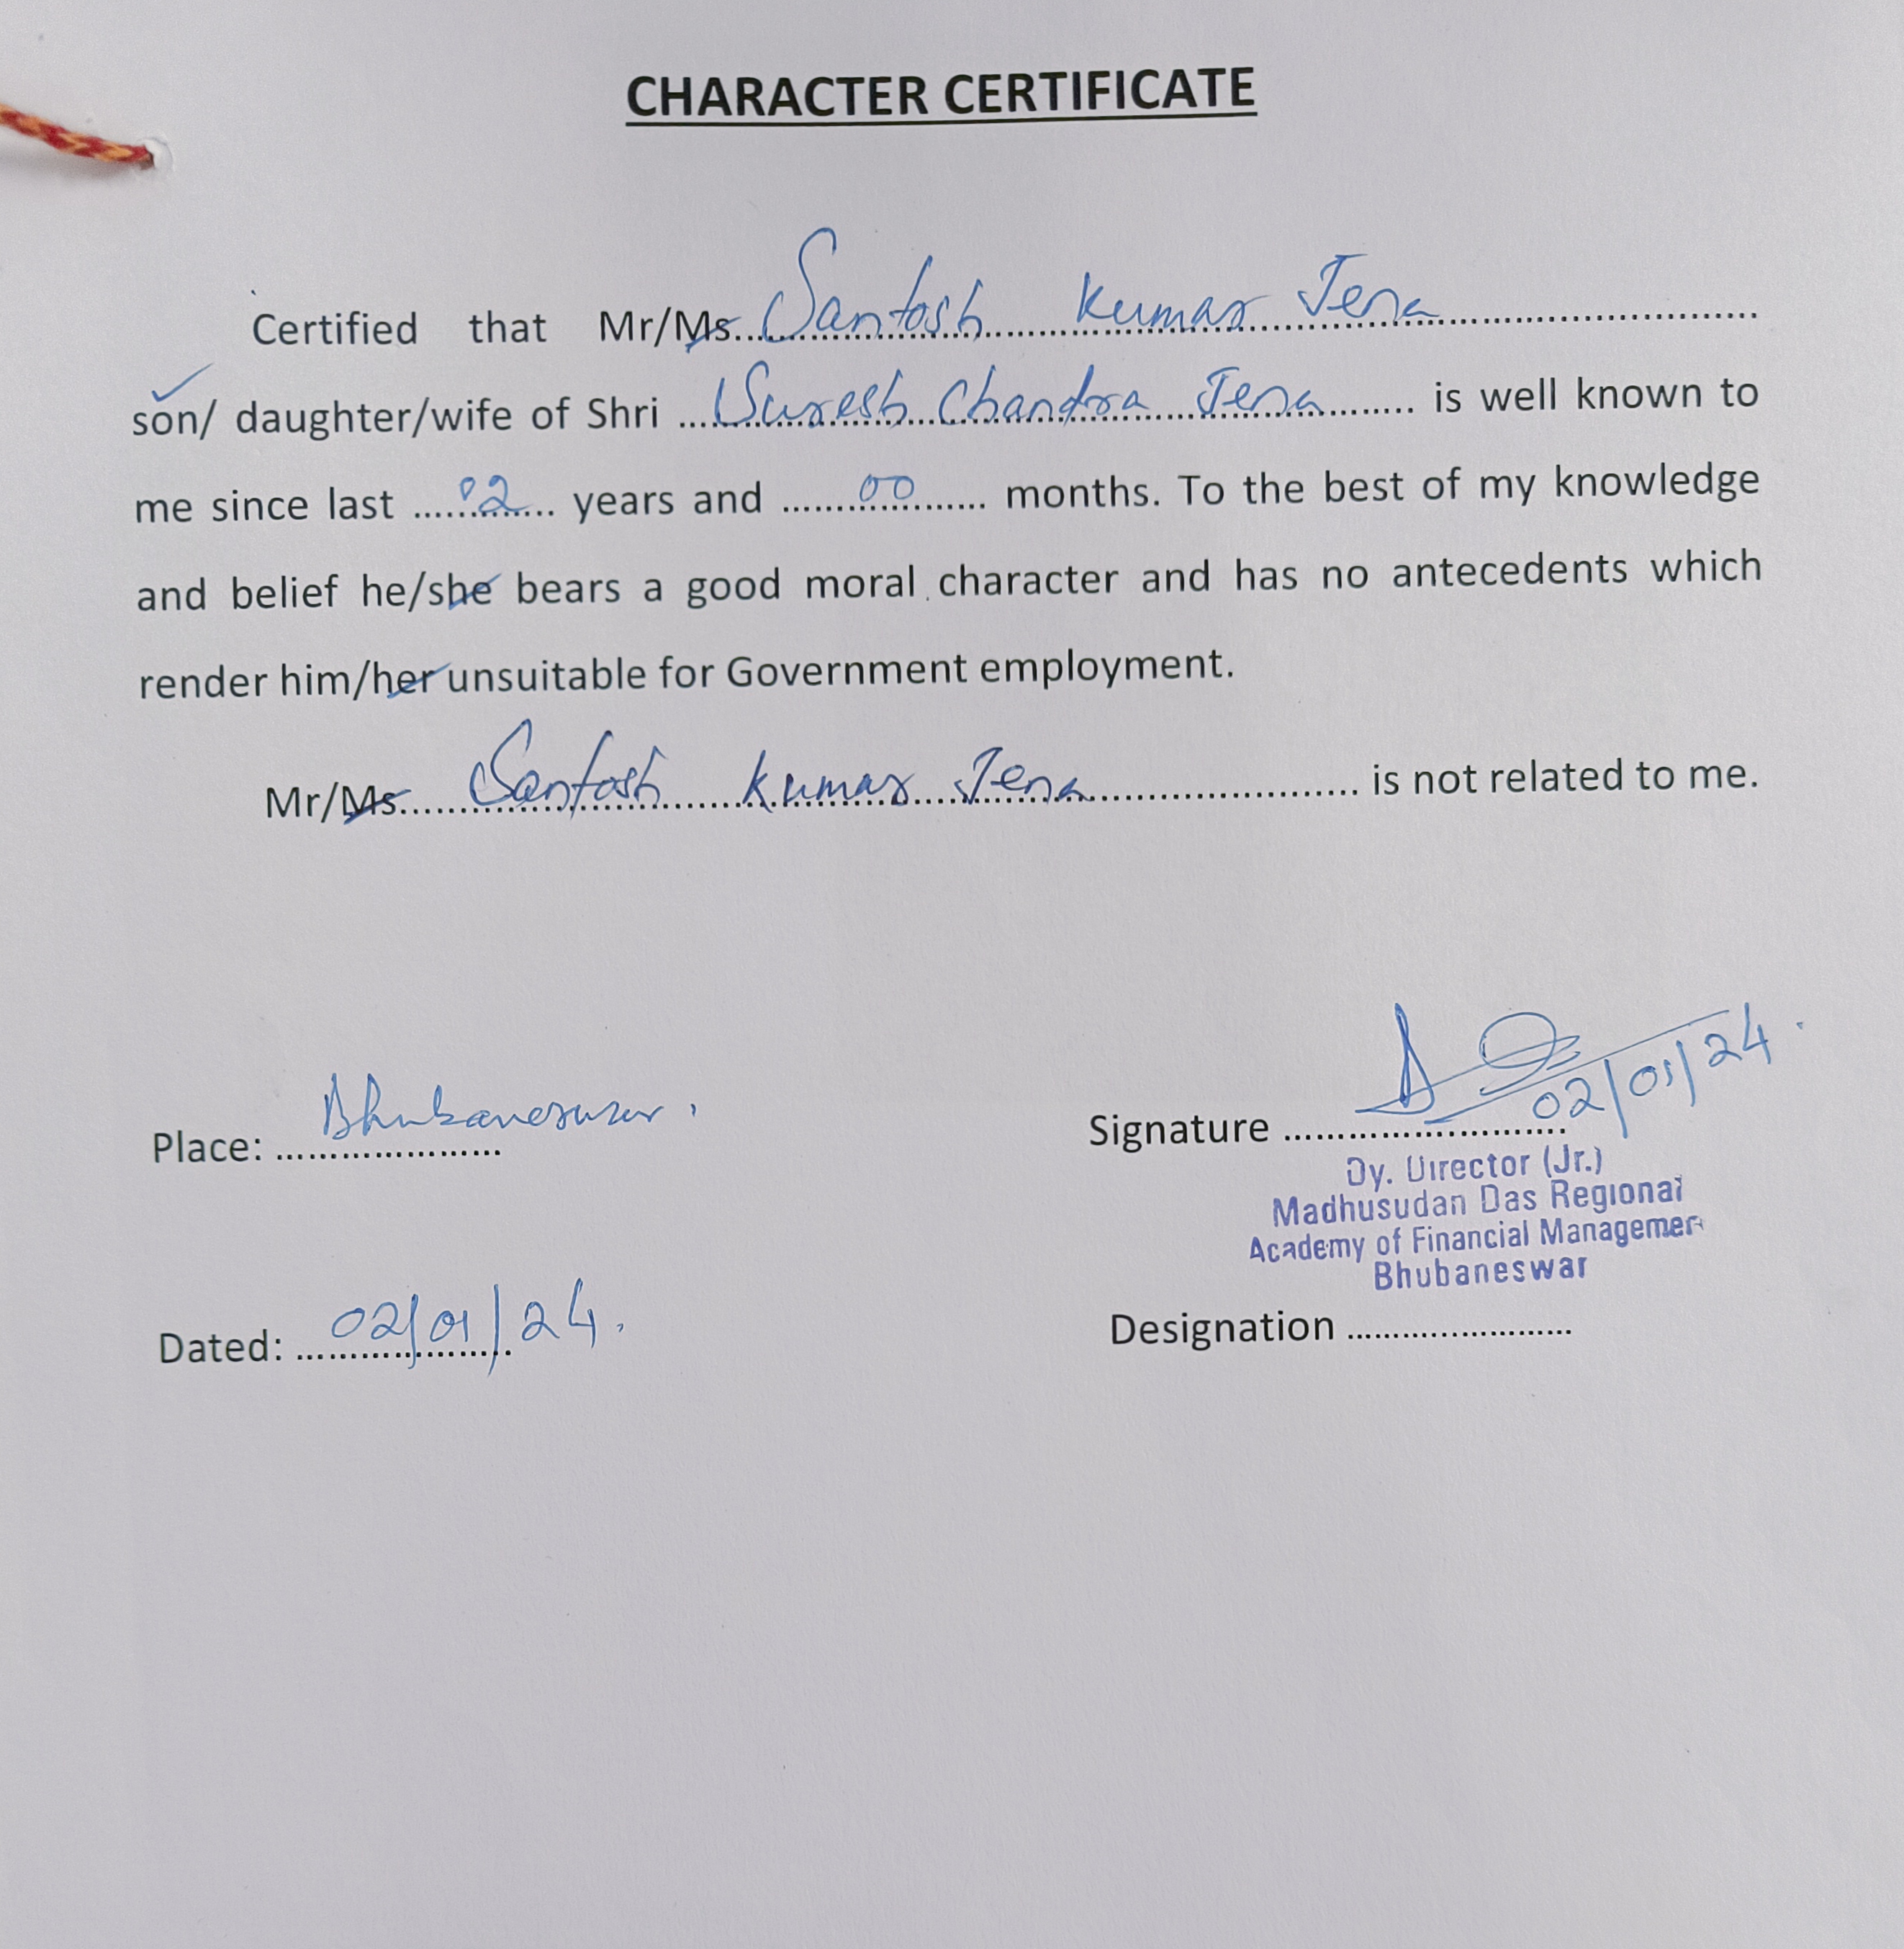 CHARACTER CERTIFICATE
Certified that Mr/Ms. Santosh Kumar Jena
son/ daughter/wife of Shri Suresh Chandra Jena is well known to
me since last 02 years and 00 months. To the best of my knowledge
and belief he/she bears a good moral character and has no antecedents which
render him/her unsuitable for Government employment.
Mr/Ms. Santosh Kumar Jena is not related to me.
Place: Bhubaneswar.
Signature 02/01/24.
Dy. Director (Jr.)
Madhusudan Das Regional
Academy of Financial Managemen
Bhubaneswar
Dated: 02/01/24.
Designation